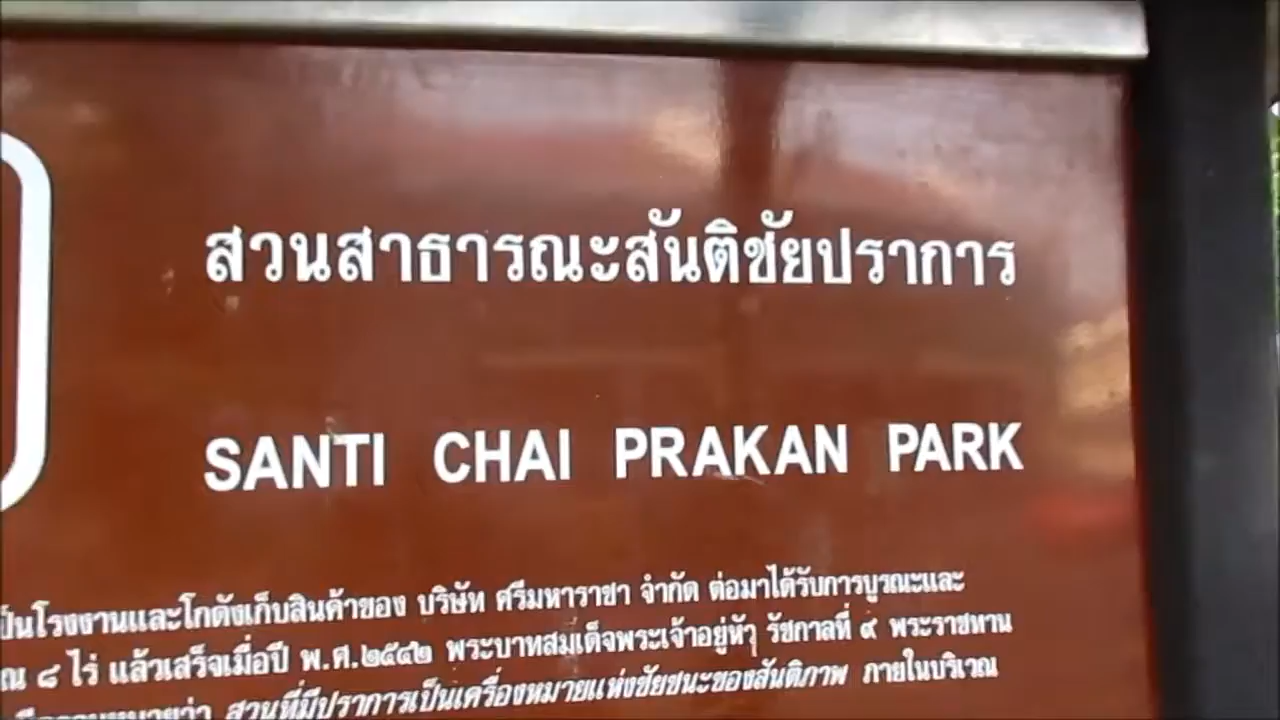 สวนสาธารณะสันติชัยปราการ
SANTI CHAI PRAKAN PARK
เป็นโรงงานและโกดังเก็บสินค้าของ บริษัท ศรีมหาราชา จำกัด ต่อมาได้รับการบูรณะและ
๘ ไร่ แล้วเสร็จเมื่อปี พ.ศ.๒๕๔๒ พระบาทสมเด็จพระเจ้าอยู่หัว รัชกาลที่ ๙ พระราชทาน
สวนที่มีปราการเป็นเครื่องหมายแห่งชัยชนะของสันติภาพ ภายในบริเวณ